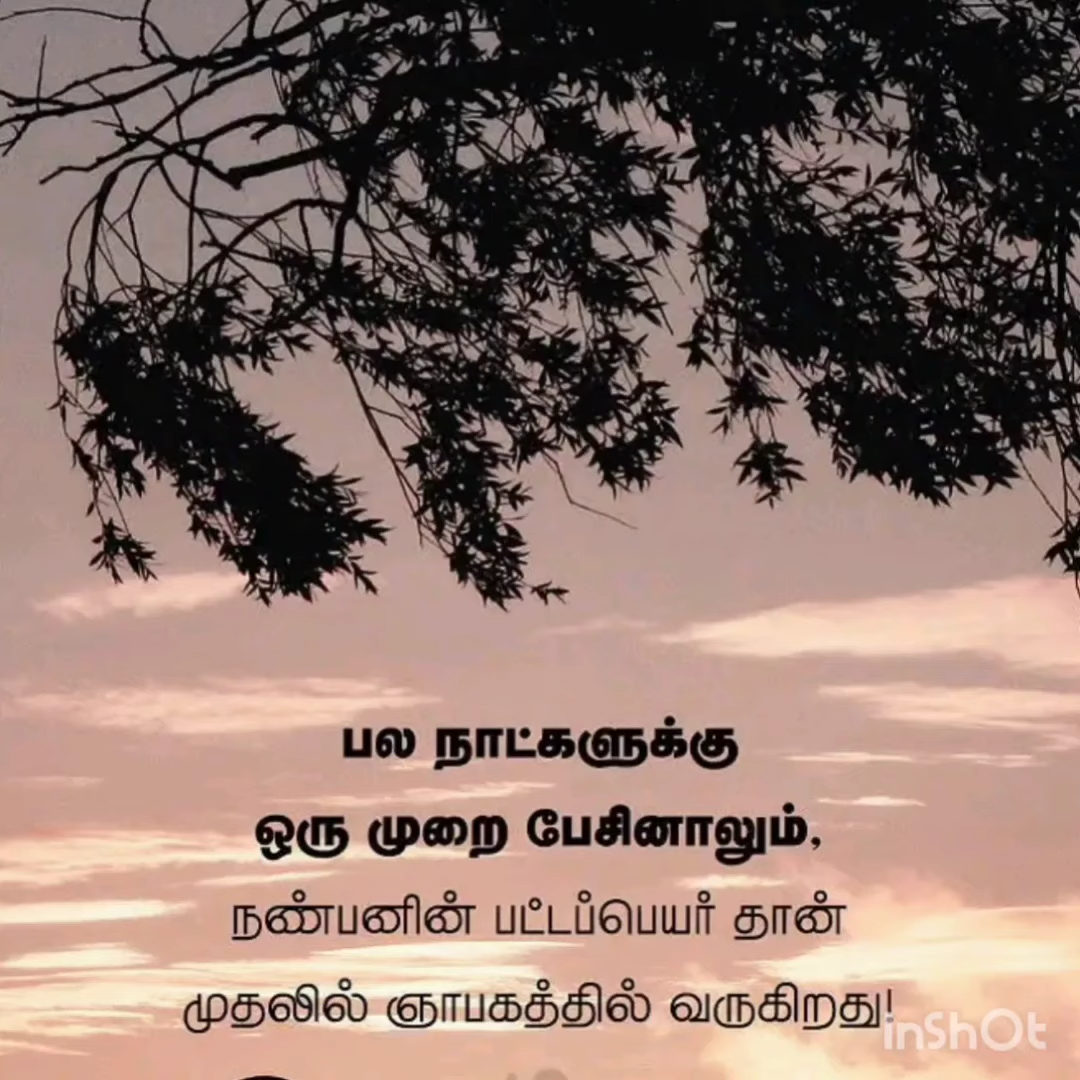 பல நாட்களுக்கு
ஒரு முறை பேசினாலும்,
நண்பனின் பட்டப்பெயர் தான்
முதலில் ஞாபகத்தில் வருகிறது!
inShOt